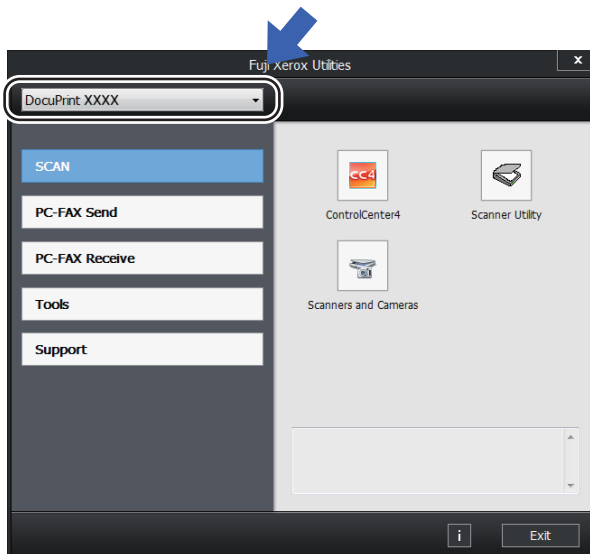 Fuji Xerox Utilities
x
DocuPrint XXXX
SCAN
PC-FAX Send
PC-FAX Receive
Tools
Support
CC4
ControlCenter4
Scanner Utility
Scanners and Cameras
i
Exit